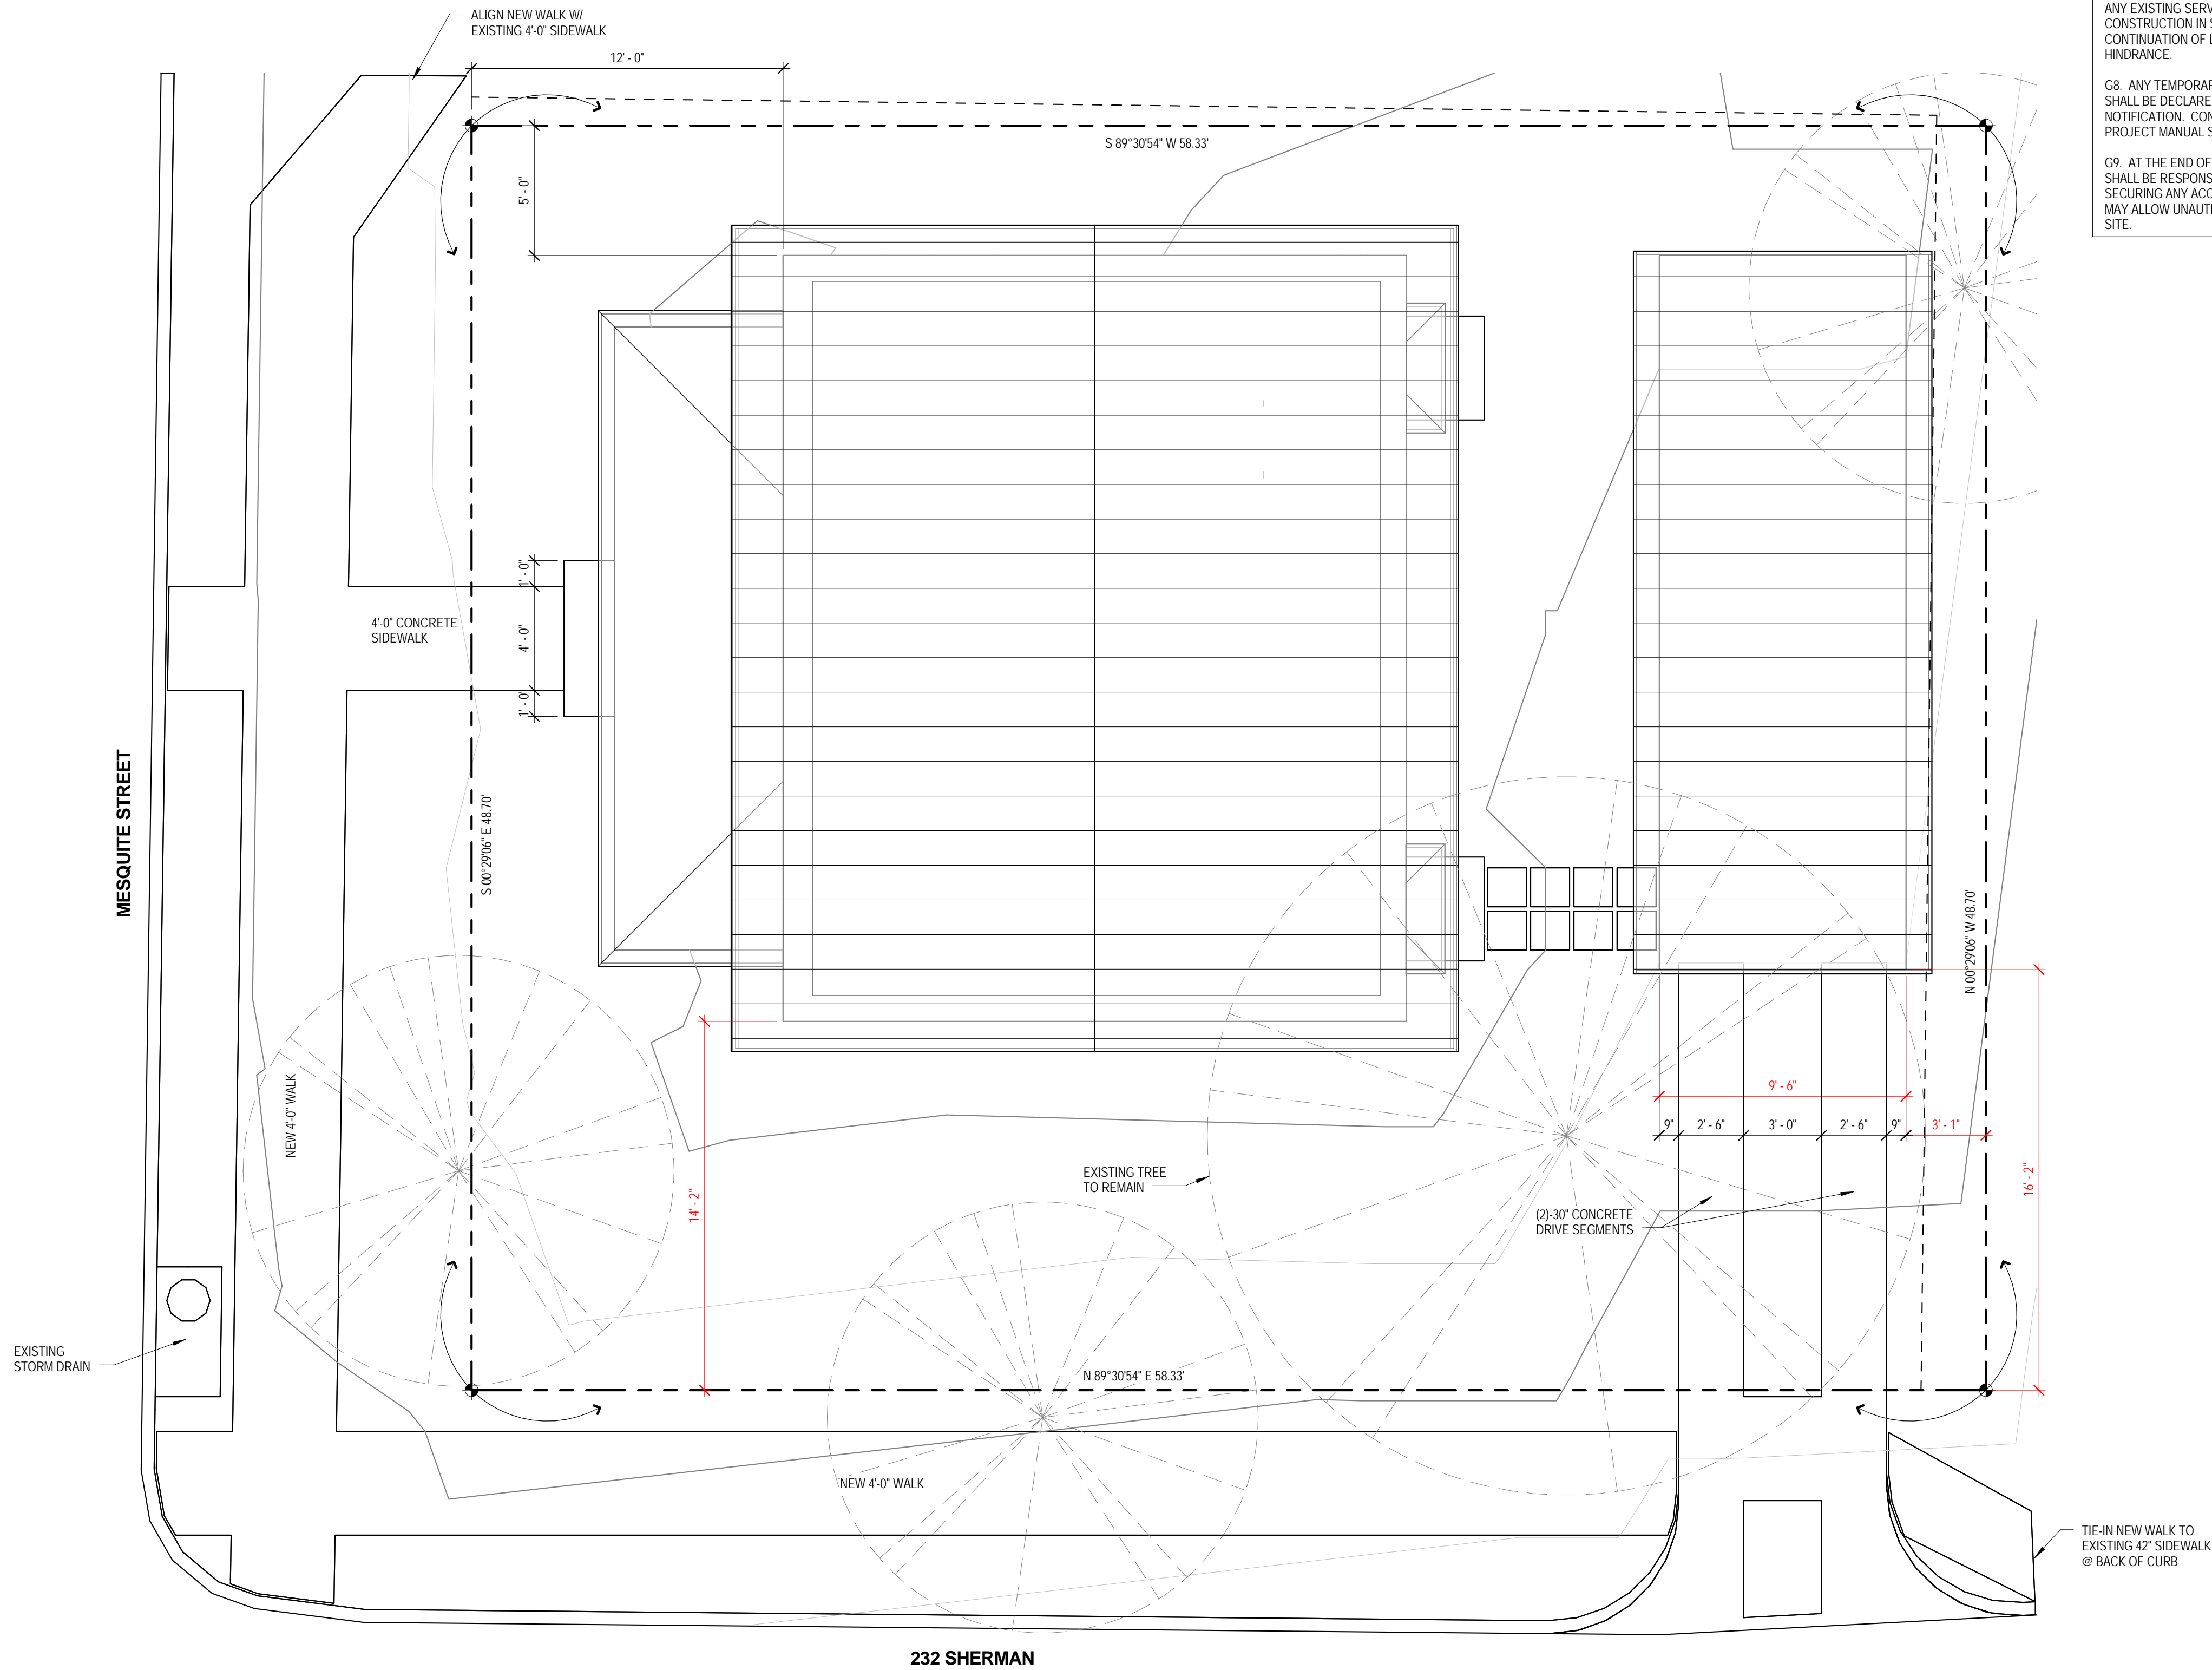 ALIGN NEW WALK W/
EXISTING 4'-0" SIDEWALK
12' - 0"
ANY EXISTING SERV
CONSTRUCTION IN S
CONTINUATION OF L
HINDRANCE.
G8. ANY TEMPORAR
SHALL BE DECLARE
NOTIFICATION. CON
PROJECT MANUAL S
G9. AT THE END OF
SHALL BE RESPONS
SECURING ANY ACC
MAY ALLOW UNAUT
SITE.
S 89°30'54" W 58.33'
5' - 0"
1' - 0"
4' - 0"
1' - 0"
4'-0" CONCRETE
SIDEWALK
MESQUITE STREET
S 00°29'06" E 48.70'
N 00°29'06" W 48.70'
NEW 4'-0" WALK
9' - 6"
9"
2' - 6"
3' - 0"
2' - 6"
9"
3' - 1"
14' - 2"
16' - 2"
EXISTING TREE
TO REMAIN
(2)-30" CONCRETE
DRIVE SEGMENTS
EXISTING
STORM DRAIN
N 89°30'54" E 58.33'
NEW 4'-0" WALK
TIE-IN NEW WALK TO
EXISTING 42" SIDEWALK
@ BACK OF CURB
232 SHERMAN